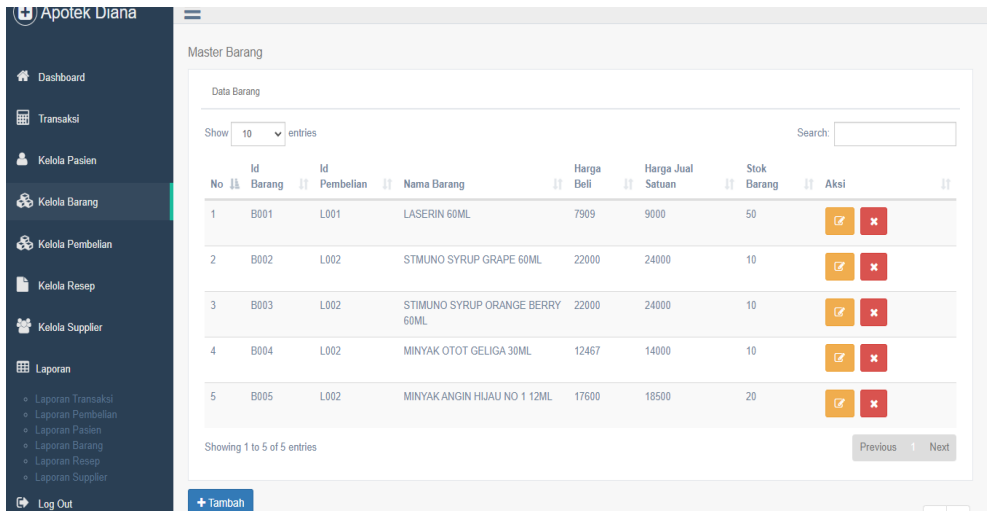 Apotek Diana
Dashboard
Transaksi
Kelola Pasien
Kelola Barang
Kelola Pembelian
Kelola Resep
Kelola Supplier
Laporan
Laporan Transaksi
Laporan Pembelian
Laporan Pasien
Laporan Barang
Laporan Resep
Laporan Supplier
Log Out
Master Barang
Data Barang
Show 10 entries Search:
No Id Barang Id Pembelian Nama Barang Harga Beli Harga Jual Satuan Stok Barang Aksi
1 B001 L001 LASERIN 60ML 7909 9000 50
2 B002 L002 STMUNO SYRUP GRAPE 60ML 22000 24000 10
3 B003 L002 STIMUNO SYRUP ORANGE BERRY 60ML 22000 24000 10
4 B004 L002 MINYAK OTOT GELIGA 30ML 12467 14000 10
5 B005 L002 MINYAK ANGIN HIJAU NO 1 12ML 17600 18500 20
Showing 1 to 5 of 5 entries Previous 1 Next
+ Tambah